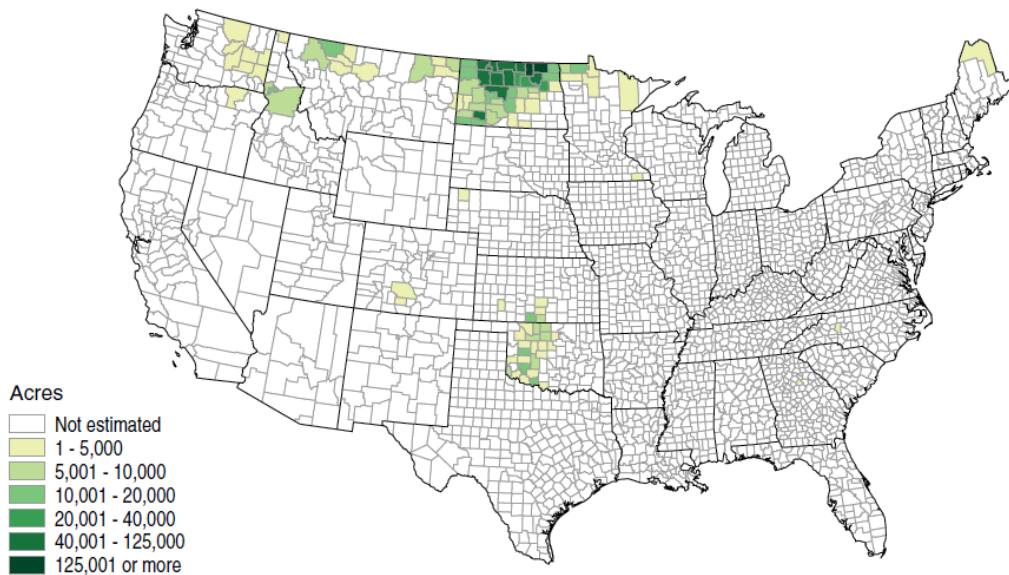 Acres
Not estimated
1 - 5,000
5,001 - 10,000
10,001 - 20,000
20,001 - 40,000
40,001 - 125,000
125,001 or more